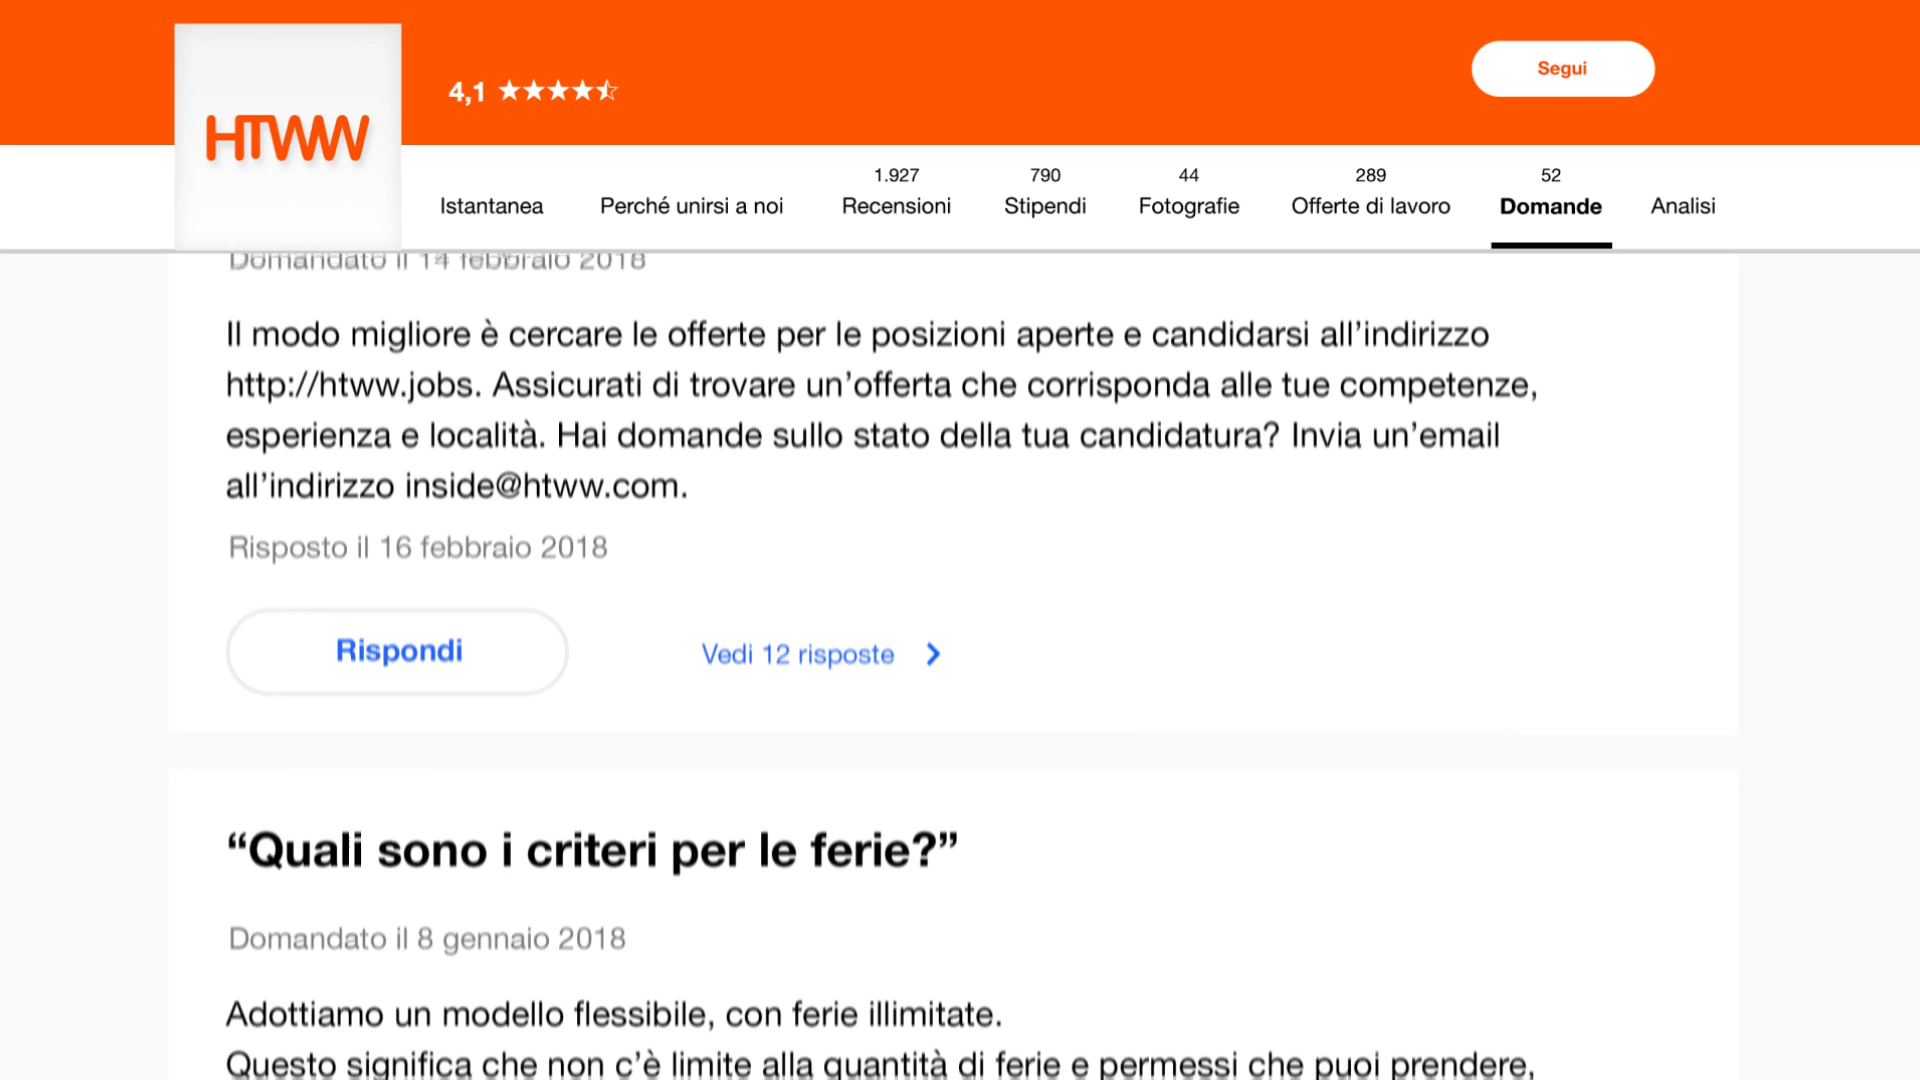 HTWW
4,1
Segui
1.927 790 44 289 52
Istantanea Perché unirsi a noi Recensioni Stipendi Fotografie Offerte di lavoro Domande Analisi
Domandato il 14 febbraio 2018
Il modo migliore è cercare le offerte per le posizioni aperte e candidarsi all’indirizzo
http://htww.jobs. Assicurati di trovare un’offerta che corrisponda alle tue competenze,
esperienza e località. Hai domande sullo stato della tua candidatura? Invia un’email
all’indirizzo inside@htww.com.
Risposto il 16 febbraio 2018
Rispondi Vedi 12 risposte
“Quali sono i criteri per le ferie?”
Domandato il 8 gennaio 2018
Adottiamo un modello flessibile, con ferie illimitate.
Questo significa che non c’è limite alla quantità di ferie e permessi che puoi prendere,